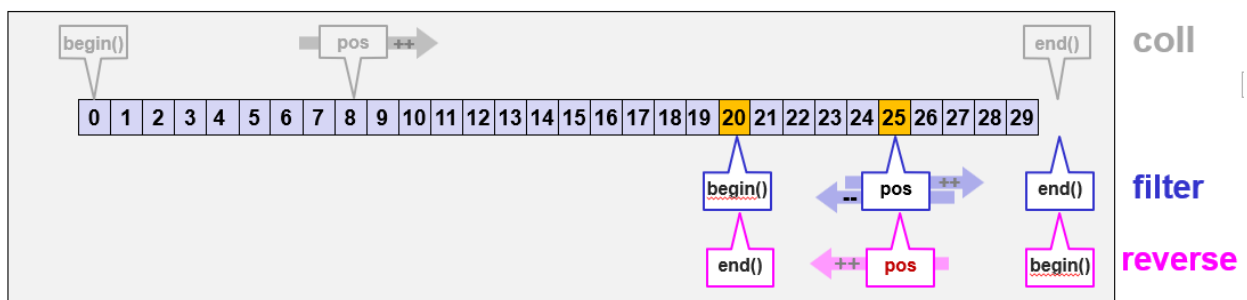 begin() pos ++ end() coll
0 1 2 3 4 5 6 7 8 9 10 11 12 13 14 15 16 17 18 19 20 21 22 23 24 25 26 27 28 29
begin() -- pos ++ end() filter
end() ++ pos begin() reverse